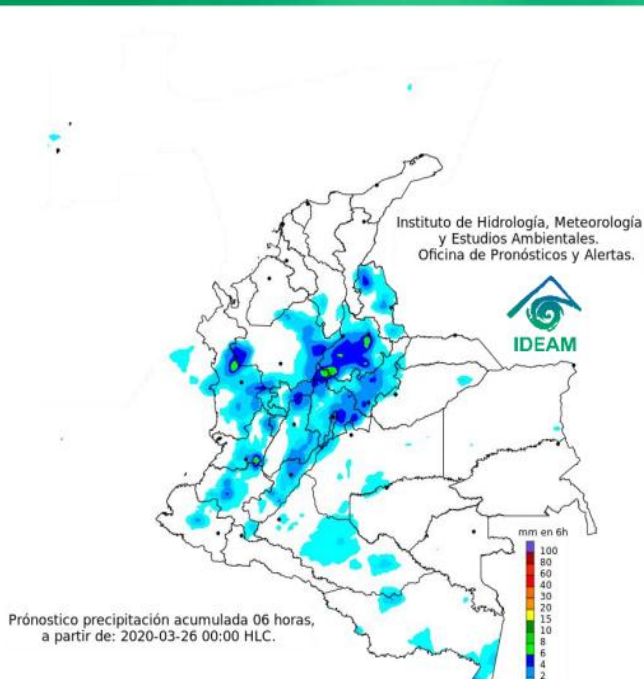 Instituto de Hidrología, Meteorología
y Estudios Ambientales.
Oficina de Pronósticos y Alertas.
IDEAM
mm en 6h
100
80
60
40
30
20
15
10
8
6
4
2
Prónostico precipitación acumulada 06 horas,
a partir de: 2020-03-26 00:00 HLC.